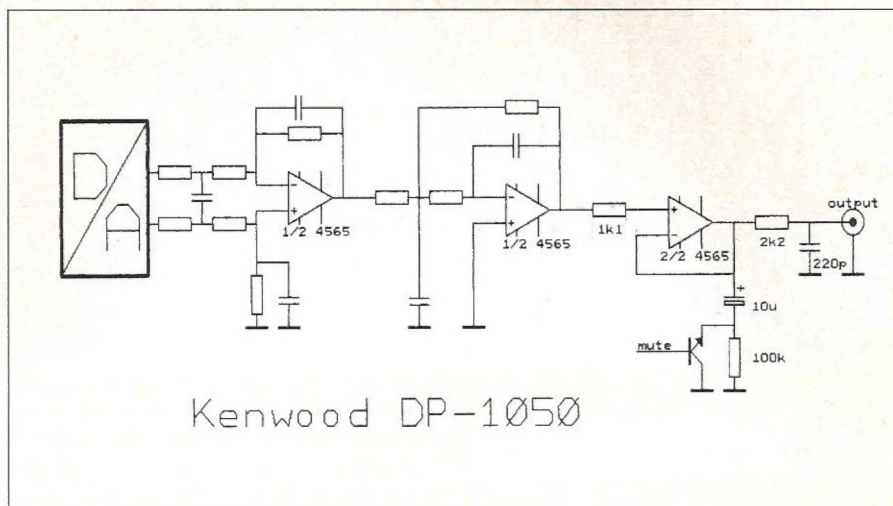 D
A
1/2 4565
1/2 4565
1k1
2/2 4565
2k2
output
220p
+
10u
mute
100k
Kenwood DP-1050